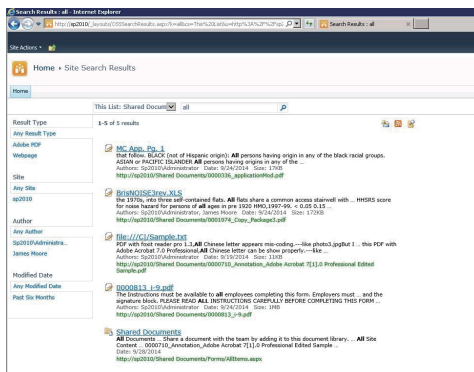 Search Results : all - Internet Explorer
http://sp2010/_layouts/OSSSearchResults.aspx?k=all&cs=This%20List&u=http%3A%2F%2Fsp2
Search Results : all
Site Actions
Home › Site Search Results
Home
This List: Shared Docum
all
Result Type
Any Result Type
Adobe PDF
Webpage
Site
Any Site
sp2010
Author
Any Author
Sp2010\Administra...
James Moore
Modified Date
Any Modified Date
Past Six Months
1-5 of 5 results
MC App, Pg. 1
that follow. BLACK (not of Hispanic origin): All persons having origin in any of the black racial groups.
ASIAN or PACIFIC ISLANDER All persons having origins in any of the ...
Authors: Sp2010\Administrator Date: 9/24/2014 Size: 17KB
http://sp2010/Shared Documents/0000336_applicationMod.pdf
BrisNOISE3rev.XLS
the 1970s, into three self-contained flats. All flats share a common access stairwell with ... HHSRS score
for noise hazard for persons of all ages in pre 1920 HMO,1997-99. < 0.05 0.15 ...
Authors: Sp2010\Administrator, James Moore Date: 9/24/2014 Size: 172KB
http://sp2010/Shared Documents/0001974_Copy_Package3.pdf
file:///C|/Sample.txt
PDF with foxit reader pro 1.3,All Chinese letter appears mis-coding.---like photo3.jpgBut I ... this PDF with
Adobe Acrobat 7.0 Professional,All Chinese letter can be show properly.---like ...
Authors: Sp2010\Administrator Date: 9/19/2014 Size: 11KB
http://sp2010/Shared Documents/0000710_Annotation_Adobe Acrobat 7[1].0 Professional Edited
Sample.pdf
0000813_i-9.pdf
The Instructions must be available to all employees completing this form. Employers must ... and the
signature block. PLEASE READ ALL INSTRUCTIONS CAREFULLY BEFORE COMPLETING THIS FORM ...
Authors: Sp2010\Administrator Date: 9/24/2014 Size: 1MB
http://sp2010/Shared Documents/0000813_i-9.pdf
Shared Documents
All Documents ... Share a document with the team by adding it to this document library. ... All Site
Content .. 0000710_Annotation_Adobe Acrobat 7[1].0 Professional Edited Sample ...
Date: 9/28/2014
http://sp2010/Shared Documents/Forms/AllItems.aspx